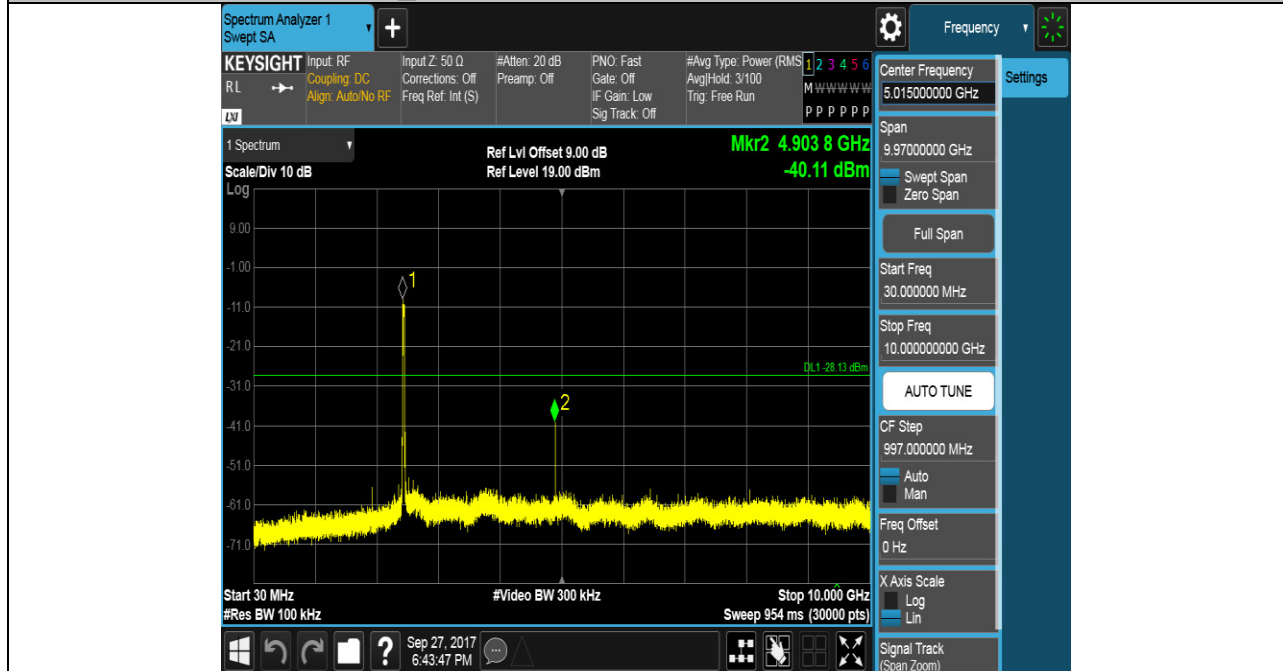 Spectrum Analyzer 1
Swept SA
+
Frequency
KEYSIGHT
RL
LXI
Input: RF
Coupling: DC
Align: Auto/No RF
Input Z: 50 Ω
Corrections: Off
Freq Ref: Int (S)
#Atten: 20 dB
Preamp: Off
PNO: Fast
Gate: Off
IF Gain: Low
Sig Track: Off
#Avg Type: Power (RMS
Avg|Hold: 3/100
Trig: Free Run
1 2 3 4 5 6
M W W W W W
P P P P P P
1 Spectrum
Scale/Div 10 dB
Log
Ref Lvl Offset 9.00 dB
Ref Level 19.00 dBm
Mkr2 4.903 8 GHz
-40.11 dBm
9.00
-1.00
-11.0
-21.0
-31.0
-41.0
-51.0
-61.0
-71.0
1
2
DL1 -28.13 dBm
Start 30 MHz
#Res BW 100 kHz
#Video BW 300 kHz
Stop 10.000 GHz
Sweep 954 ms (30000 pts)
?
Sep 27, 2017
6:43:47 PM
Settings
Center Frequency
5.015000000 GHz
Span
9.97000000 GHz
Swept Span
Zero Span
Full Span
Start Freq
30.000000 MHz
Stop Freq
10.000000000 GHz
AUTO TUNE
CF Step
997.000000 MHz
Auto
Man
Freq Offset
0 Hz
X Axis Scale
Log
Lin
Signal Track
(Span Zoom)